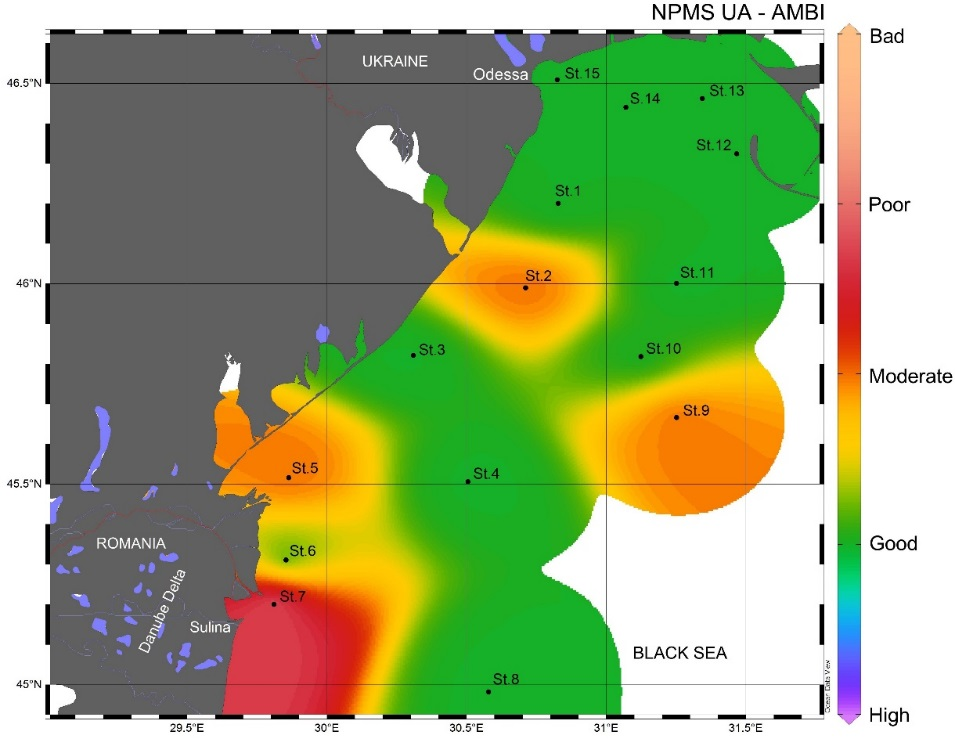 NPMS UA - AMBI
Bad
UKRAINE
Odessa
St.15
46.5°N
St.13
S.14
St.12
St.1
Poor
St.2
St.11
46°N
St.3
St.10
Moderate
St.9
St.5
St.4
45.5°N
ROMANIA
St.6
Good
Danube Delta
St.7
Sulina
BLACK SEA
St.8
45°N
Ocean Data View
High
29.5°E
30°E
30.5°E
31°E
31.5°E